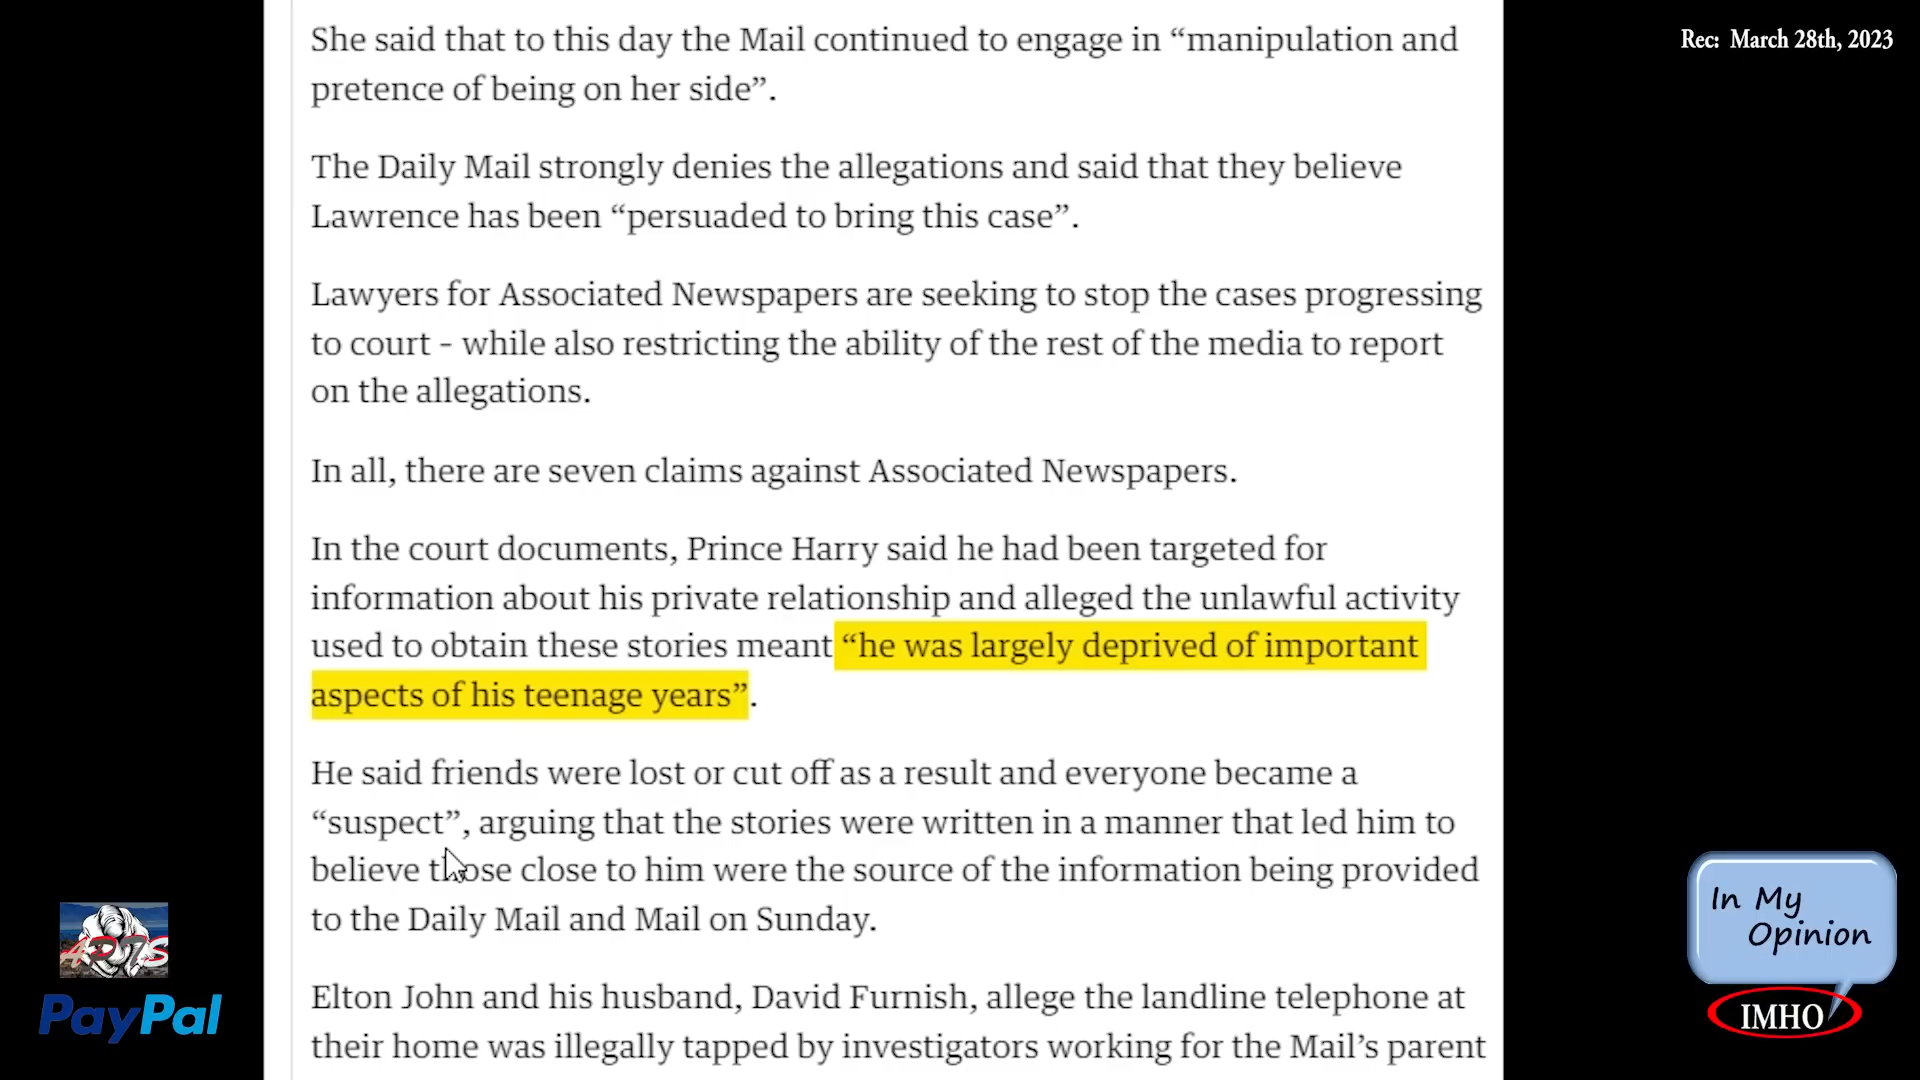 She said that to this day the Mail continued to engage in “manipulation and
pretence of being on her side”.
The Daily Mail strongly denies the allegations and said that they believe
Lawrence has been “persuaded to bring this case”.
Lawyers for Associated Newspapers are seeking to stop the cases progressing
to court - while also restricting the ability of the rest of the media to report
on the allegations.
In all, there are seven claims against Associated Newspapers.
In the court documents, Prince Harry said he had been targeted for
information about his private relationship and alleged the unlawful activity
used to obtain these stories meant “he was largely deprived of important
aspects of his teenage years”.
He said friends were lost or cut off as a result and everyone became a
“suspect”, arguing that the stories were written in a manner that led him to
believe those close to him were the source of the information being provided
to the Daily Mail and Mail on Sunday.
Elton John and his husband, David Furnish, allege the landline telephone at
their home was illegally tapped by investigators working for the Mail’s parent
Rec: March 28th, 2023
PayPal
In My
Opinion
IMHO